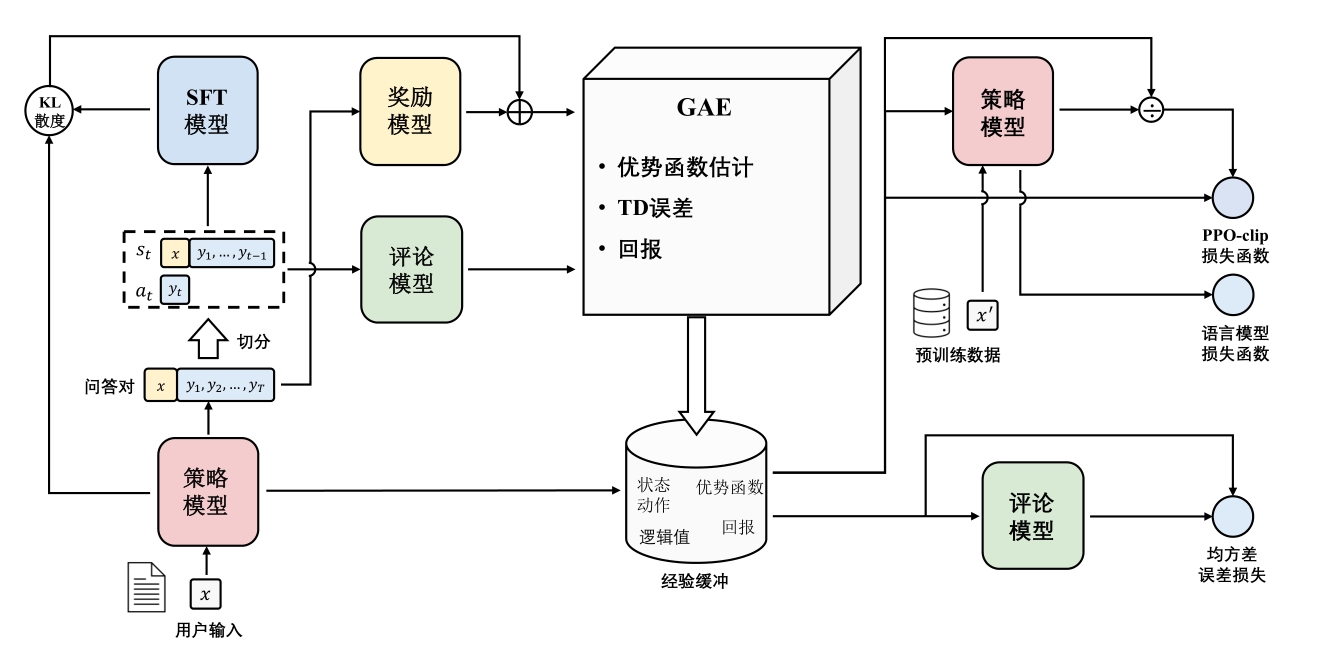 KL
散度
SFT
模型
奖励
模型
GAE
• 优势函数估计
• TD误差
• 回报
策略
模型
÷
PPO-clip
损失函数
s_t x y_1, …, y_{t-1}
a_t y_t
评论
模型
切分
x'
预训练数据
语言模型
损失函数
问答对 x y_1, y_2, …, y_T
策略
模型
状态
动作
优势函数
逻辑值
回报
经验缓冲
评论
模型
均方差
误差损失
x
用户输入